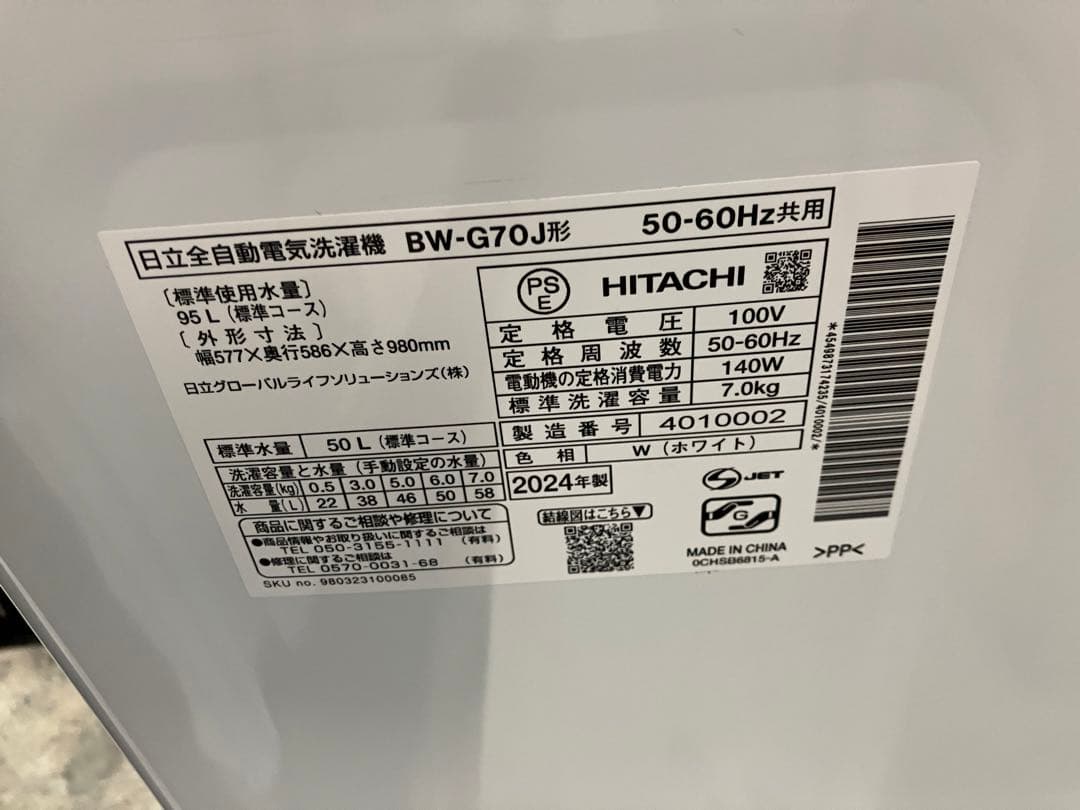 日立全自動電気洗濯機 BW-G70J形 50-60Hz共用
〔標準使用水量〕
95 L (標準コース)
〔外形寸法〕
幅577×奥行586×高さ980mm
日立グローバルライフソリューションズ(株)
PS E HITACHI
定格電圧 100V
定格周波数 50-60Hz
電動機の定格消費電力 140W
標準洗濯容量 7.0kg
製造番号 4010002
色相 W (ホワイト)
2024年製
標準水量 50 L (標準コース)
洗濯容量と水量 (手動設定の水量)
洗濯容量(kg) 0.5 3.0 5.0 6.0 7.0
水量(L) 22 38 46 50 58
商品に関するご相談や修理について
●商品情報やお取り扱いに関するご相談は
TEL 050-3155-1111 (有料)
●修理に関するご相談は
TEL 0570-0031-68 (有料)
SKU no. 980323100085
結線図はこちら▼
JET
G
MADE IN CHINA
0CHSB6815-A
>PP<
*4549873174235/4010002/*